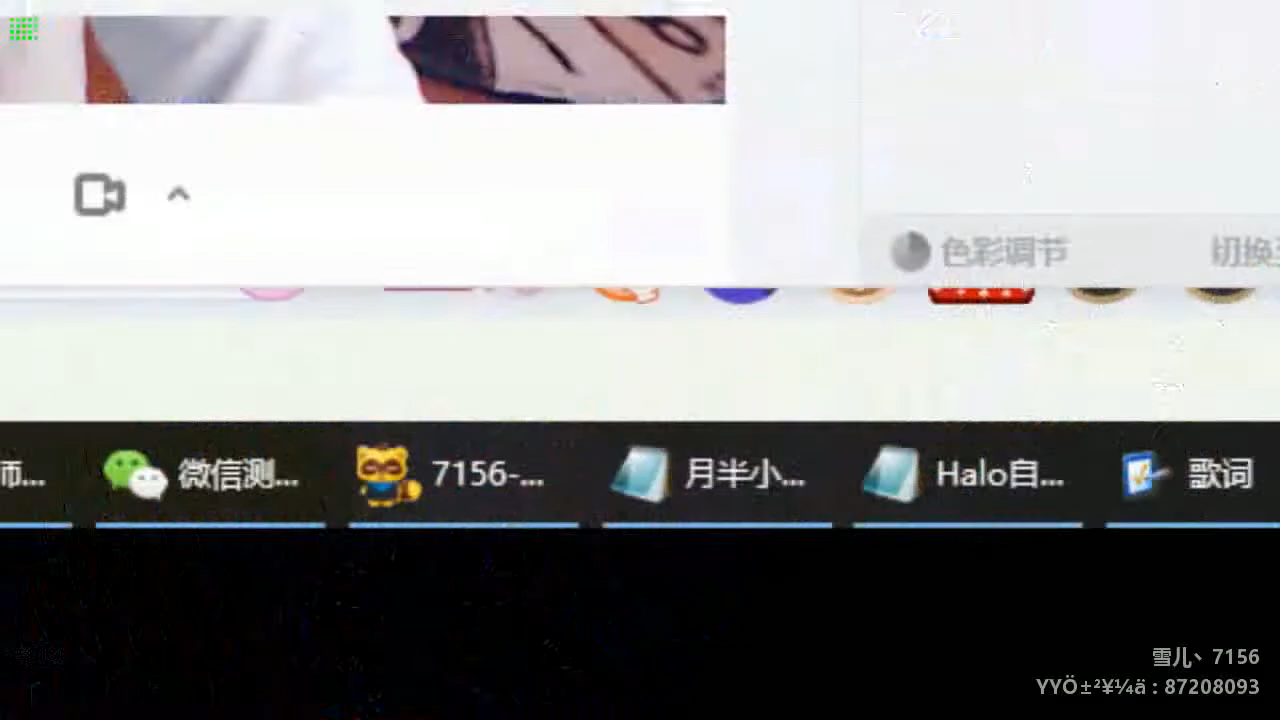 色彩调节
切换
师...
微信测...
7156-...
月半小...
Halo自...
歌词
雪儿、7156
YYÖ±²¥¼ä : 87208093